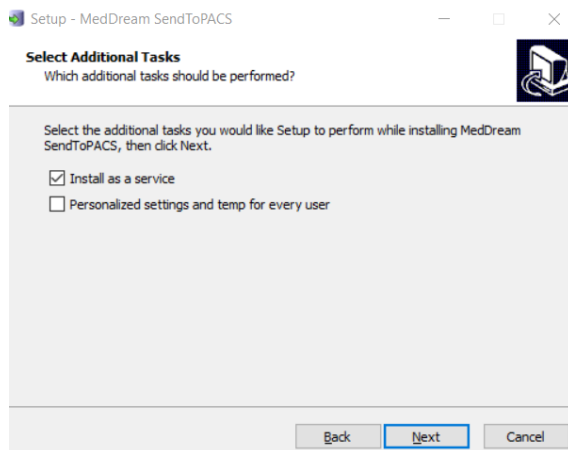 Setup - MedDream SendToPACS
Select Additional Tasks
Which additional tasks should be performed?
Select the additional tasks you would like Setup to perform while installing MedDream
SendToPACS, then click Next.
Install as a service
Personalized settings and temp for every user
Back Next Cancel